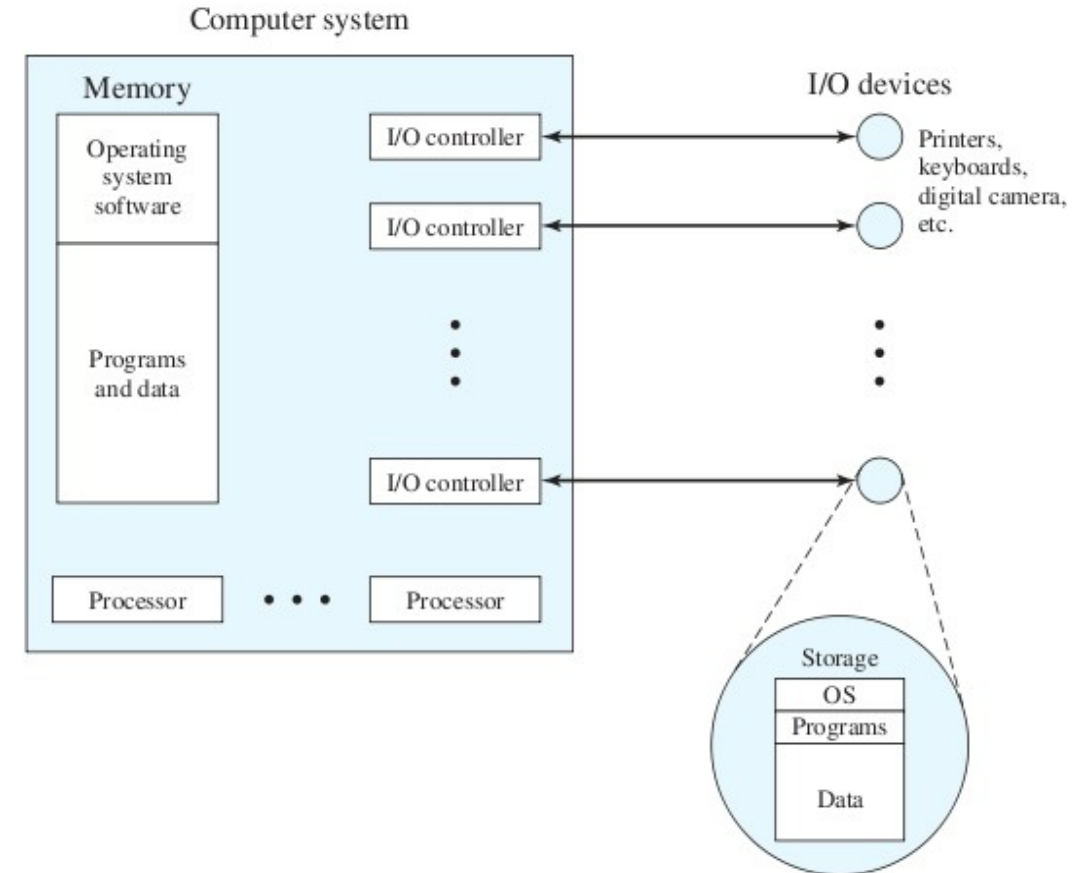 Computer system
Memory
Operating
system
software
Programs
and data
I/O controller
I/O controller
I/O controller
Processor
Processor
I/O devices
Printers,
keyboards,
digital camera,
etc.
Storage
OS
Programs
Data